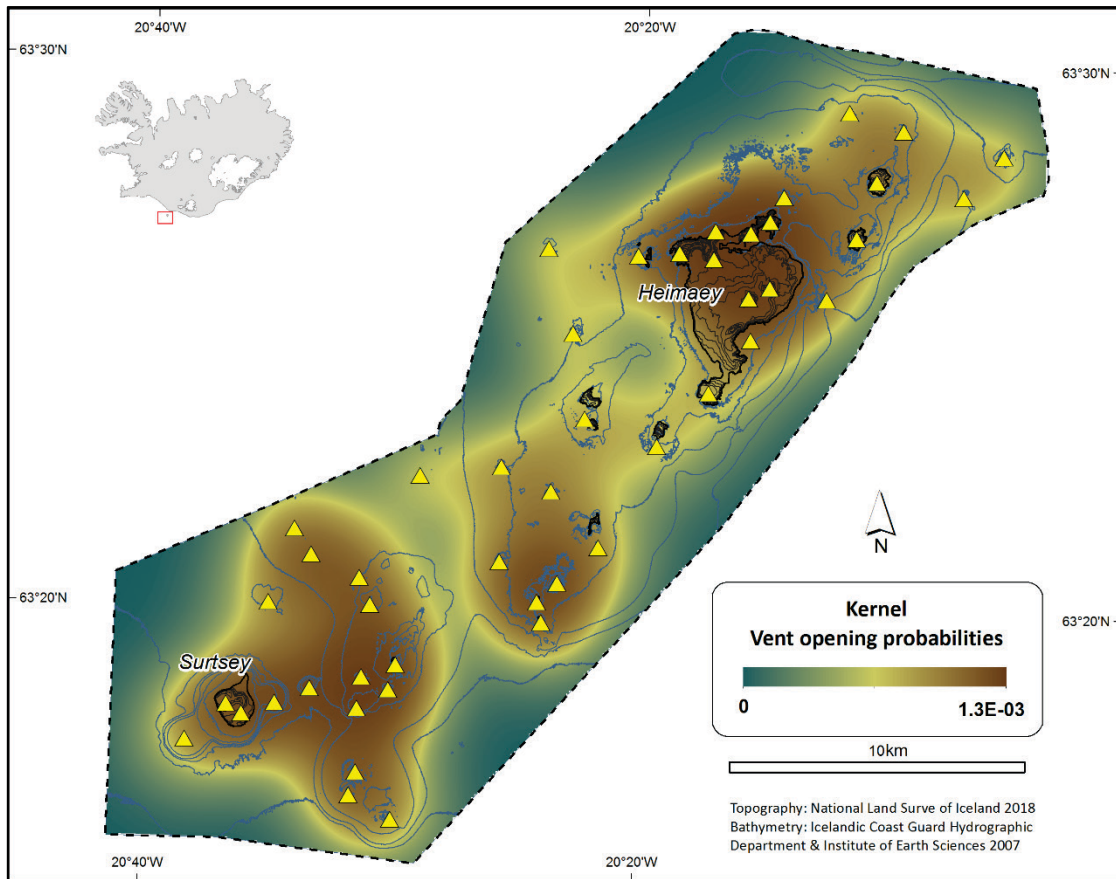 20°40'W
20°20'W
63°30'N
63°30'N
Heimaey
N
63°20'N
63°20'N
Surtsey
Kernel
Vent opening probabilities
0
1.3E-03
10km
Topography: National Land Surve of Iceland 2018
Bathymetry: Icelandic Coast Guard Hydrographic
Department & Institute of Earth Sciences 2007
20°40'W
20°20'W